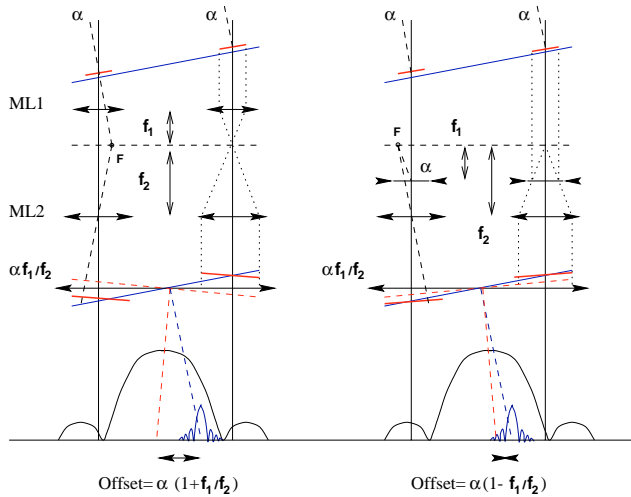 α α α α
ML1
f1
f1
F
F
f2
α
ML2
f2
αf1/f2
αf1/f2
Offset= α (1+f1/f2)
Offset= α (1- f1/f2)